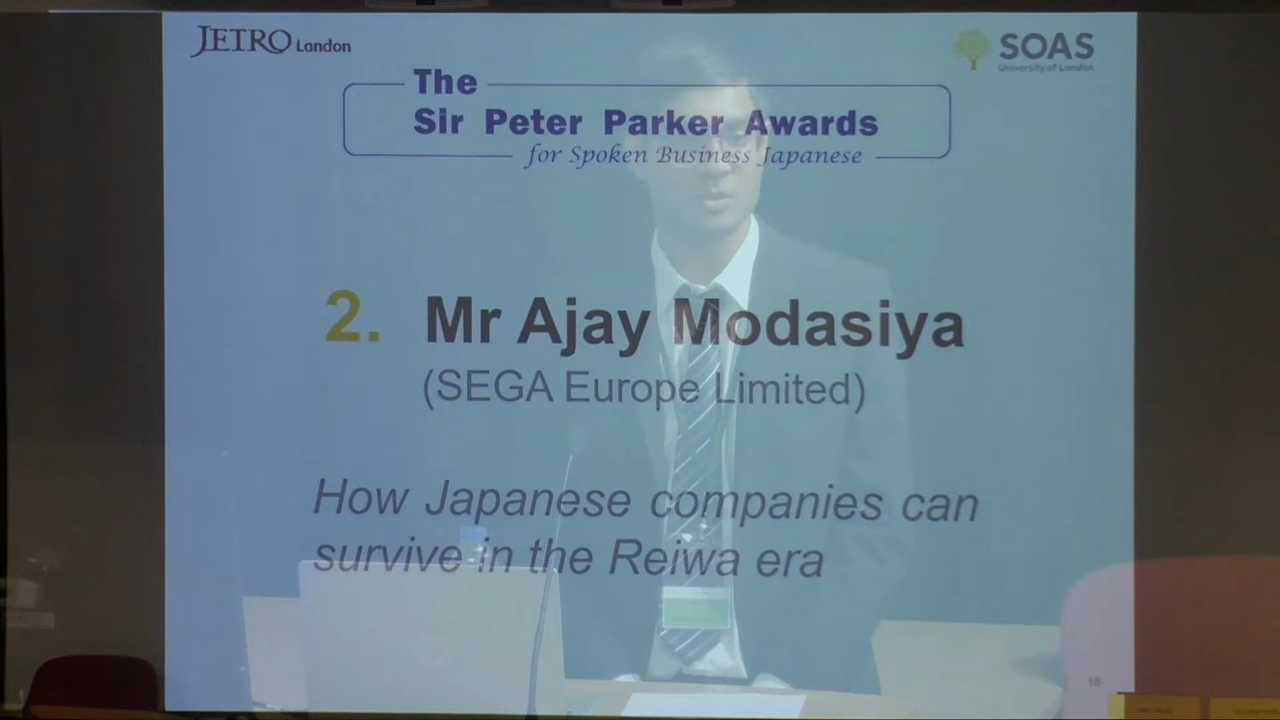 JETRO London
SOAS
University of London
The
Sir Peter Parker Awards
for Spoken Business Japanese
2. Mr Ajay Modasiya
(SEGA Europe Limited)
How Japanese companies can
survive in the Reiwa era
18